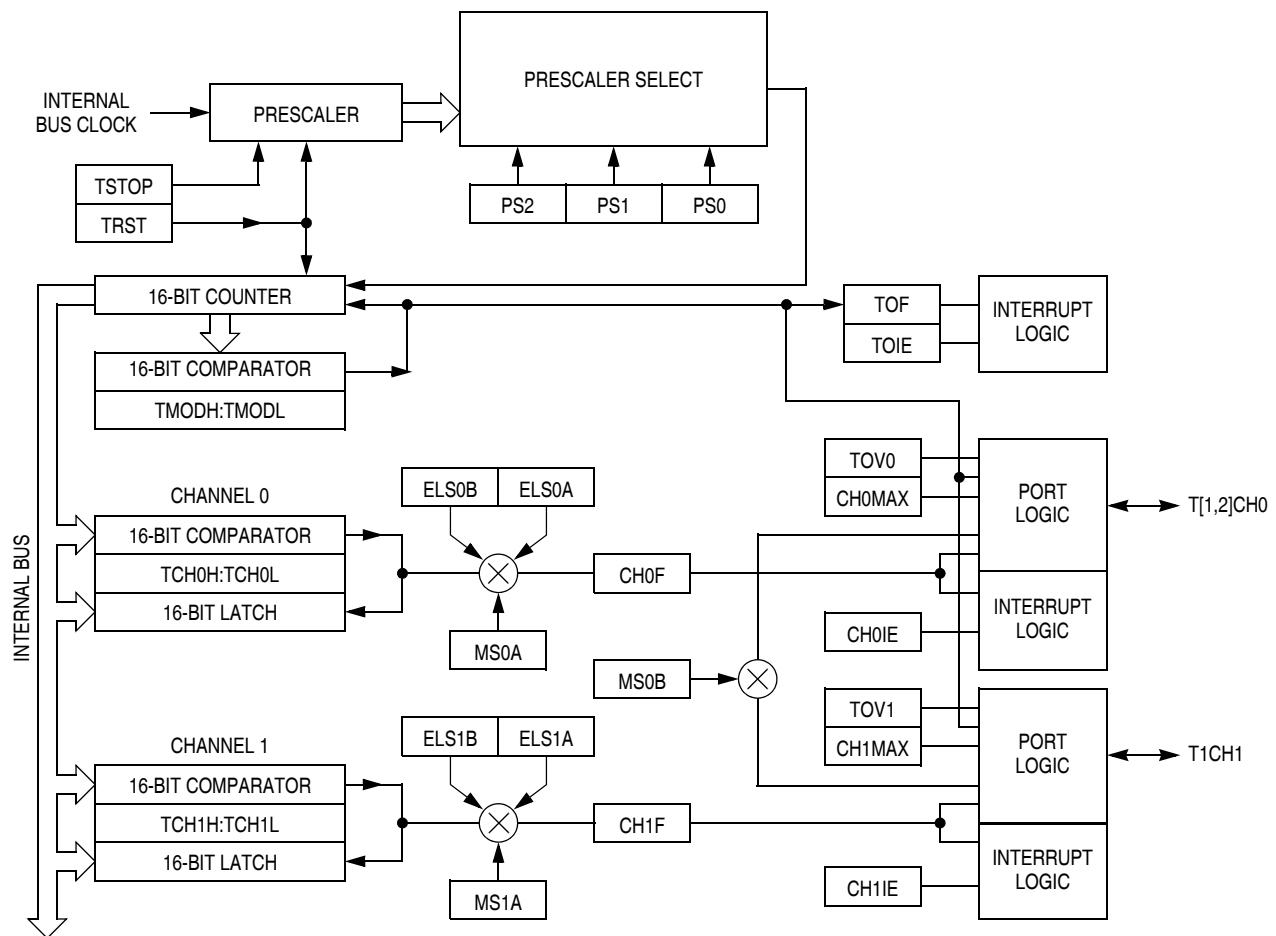 PRESCALER SELECT
INTERNAL
BUS CLOCK
PRESCALER
TSTOP
TRST
PS2
PS1
PS0
16-BIT COUNTER
16-BIT COMPARATOR
TMODH:TMODL
TOF
TOIE
INTERRUPT
LOGIC
INTERNAL BUS
CHANNEL 0
16-BIT COMPARATOR
TCH0H:TCH0L
16-BIT LATCH
ELS0B
ELS0A
MS0A
CH0F
TOV0
CH0MAX
PORT
LOGIC
T[1,2]CH0
CH0IE
INTERRUPT
LOGIC
MS0B
CHANNEL 1
16-BIT COMPARATOR
TCH1H:TCH1L
16-BIT LATCH
ELS1B
ELS1A
MS1A
CH1F
TOV1
CH1MAX
PORT
LOGIC
T1CH1
CH1IE
INTERRUPT
LOGIC